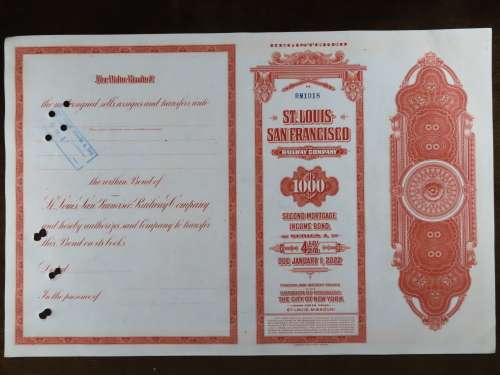 For Value Received
the undersigned sells, assigns and transfers unto
the within Bond of
St. Louis-San Francisco Railway Company
and hereby authorizes said Company to transfer
this Bond on its books.
Dated
In the presence of
REGISTERED
RM1018
ST. LOUIS-
SAN FRANCISCO
RAILWAY COMPANY
1000
SECOND MORTGAGE
INCOME BOND,
SERIES A,
4½%
DUE JANUARY 1, 2022
THE CITY OF NEW YORK,
ST. LOUIS, MISSOURI